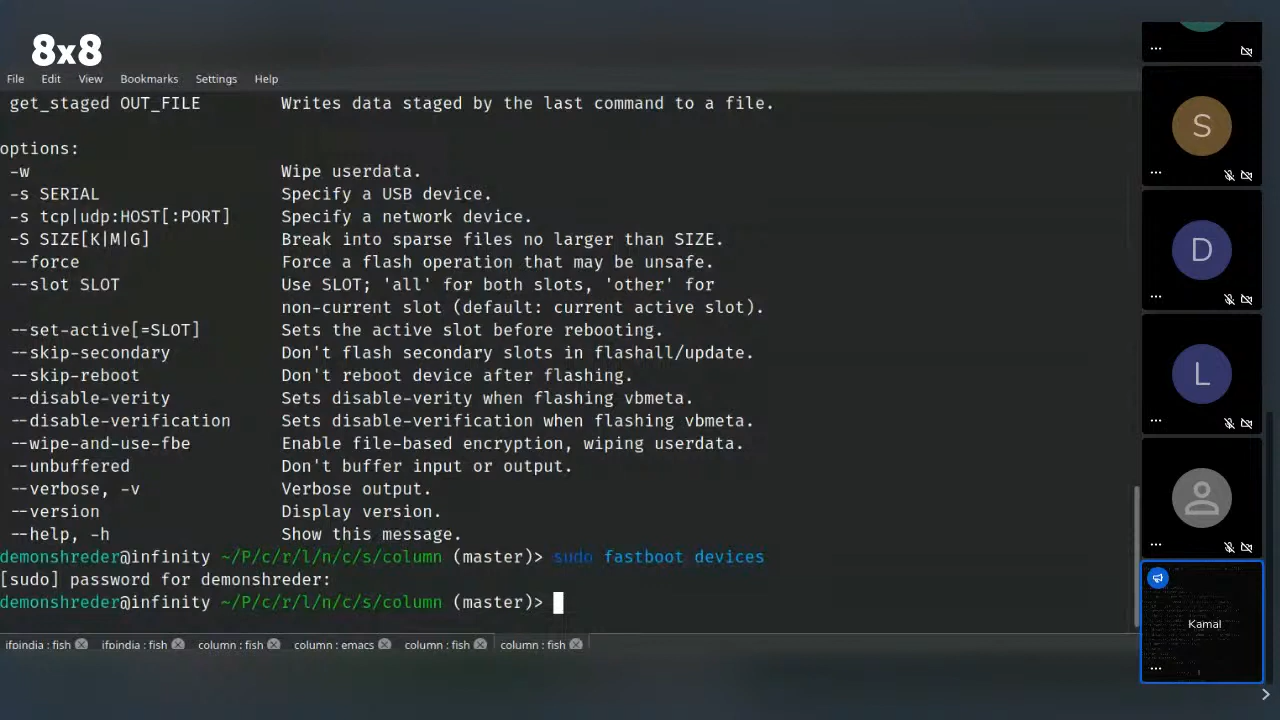 8x8
File Edit View Bookmarks Settings Help
get_staged OUT_FILE Writes data staged by the last command to a file.
options:
-w Wipe userdata.
-s SERIAL Specify a USB device.
-s tcp|udp:HOST[:PORT] Specify a network device.
-S SIZE[K|M|G] Break into sparse files no larger than SIZE.
--force Force a flash operation that may be unsafe.
--slot SLOT Use SLOT; 'all' for both slots, 'other' for
non-current slot (default: current active slot).
--set-active[=SLOT] Sets the active slot before rebooting.
--skip-secondary Don't flash secondary slots in flashall/update.
--skip-reboot Don't reboot device after flashing.
--disable-verity Sets disable-verity when flashing vbmeta.
--disable-verification Sets disable-verification when flashing vbmeta.
--wipe-and-use-fbe Enable file-based encryption, wiping userdata.
--unbuffered Don't buffer input or output.
--verbose, -v Verbose output.
--version Display version.
--help, -h Show this message.
demonshreder@infinity ~/P/c/r/l/n/c/s/column (master)> sudo fastboot devices
[sudo] password for demonshreder:
demonshreder@infinity ~/P/c/r/l/n/c/s/column (master)>
ifpindia : fish ifpindia : fish column : fish column : emacs column : fish column : fish
S
D
L
Kamal